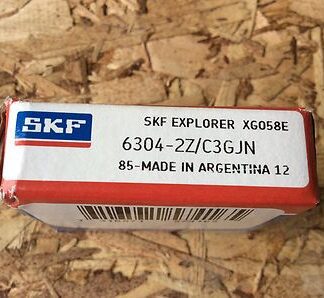 SKF
SKF EXPLORER XG058E
6304-2Z/C3GJN
85-MADE IN ARGENTINA 12